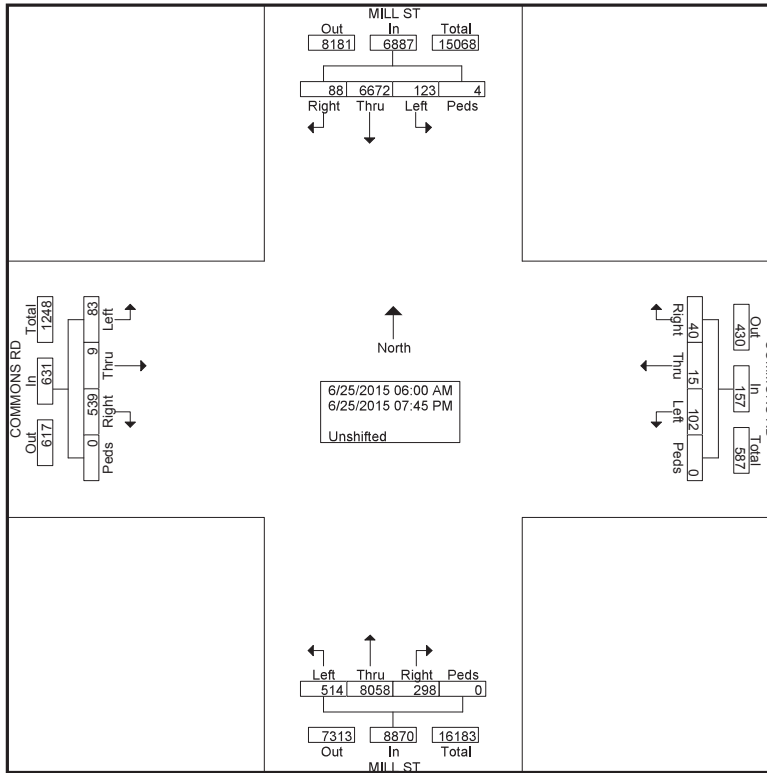 MILL ST
Out In Total
8181 6887 15068
88 6672 123 4
Right Thru Left Peds
COMMONS RD
Total In Out
1248 631 617
83 9 539 0
Left Thru Right Peds
North
6/25/2015 06:00 AM
6/25/2015 07:45 PM
Unshifted
Right Thru Left Peds
40 15 102 0
Out In Total
430 157 587
Left Thru Right Peds
514 8058 298 0
7313 8870 16183
Out In Total
MILL ST